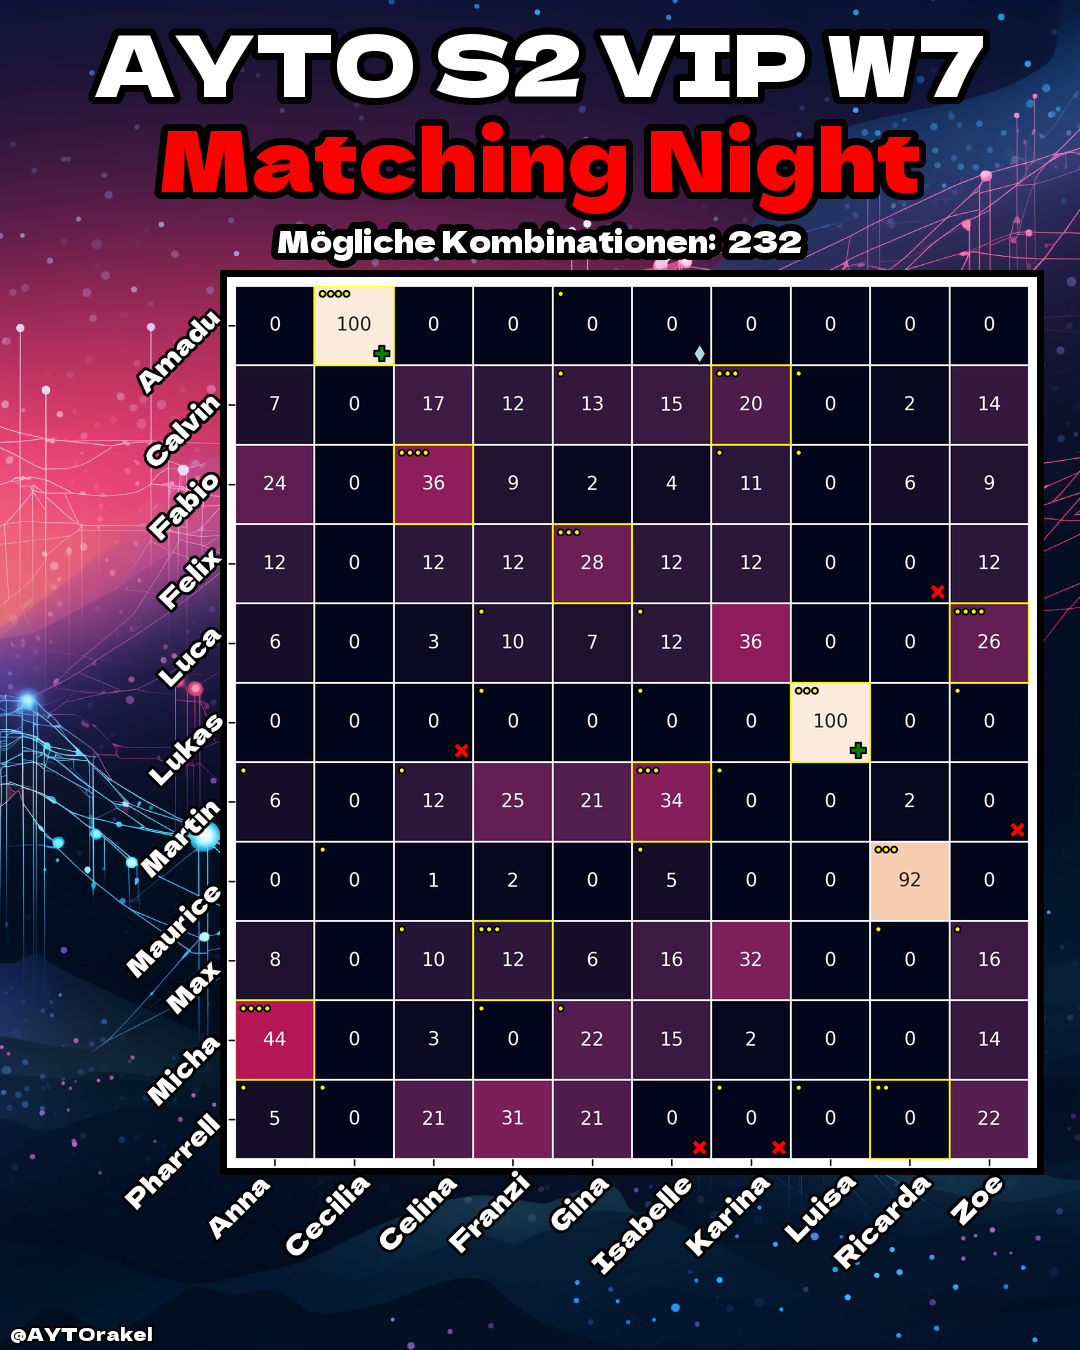 AYTO S2 VIP W7
Matching Night
Mögliche Kombinationen: 232
Amadu 0 100 0 0 0 0 0 0 0 0
Calvin 7 0 17 12 13 15 20 0 2 14
Fabio 24 0 36 9 2 4 11 0 6 9
Felix 12 0 12 12 28 12 12 0 0 12
Luca 6 0 3 10 7 12 36 0 0 26
Lukas 0 0 0 0 0 0 0 100 0 0
Martin 6 0 12 25 21 34 0 0 2 0
Maurice 0 0 1 2 0 5 0 0 92 0
Max 8 0 10 12 6 16 32 0 0 16
Micha 44 0 3 0 22 15 2 0 0 14
Pharrell 5 0 21 31 21 0 0 0 0 22
Anna Cecilia Celina Franzi Gina Isabelle Karina Luisa Ricarda Zoe
@AYTOrakel